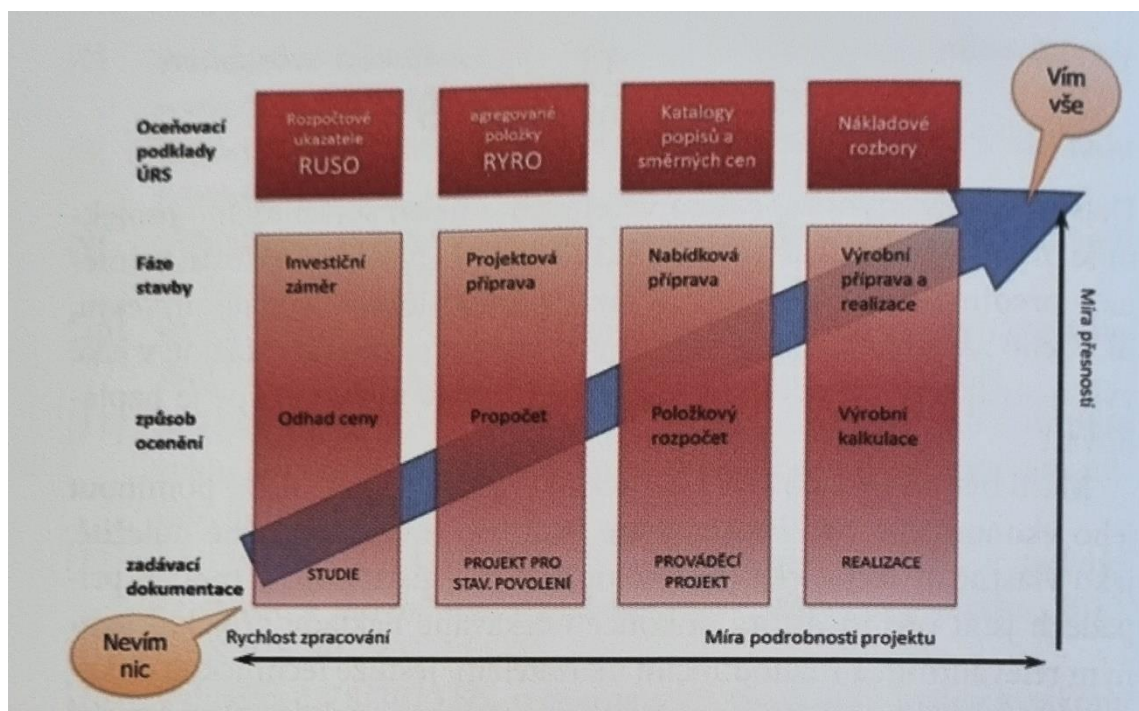 Oceňovací
podklady
ÚRS
Rozpočtové
ukazatele
RUSO
agregované
položky
RYRO
Katalogy
popisů a
směrných cen
Nákladové
rozbory
Vím
vše
Fáze
stavby
Investiční
záměr
Projektová
příprava
Nabídková
příprava
Výrobní
příprava a
realizace
Míra přesností
způsob
ocenění
Odhad ceny
Propočet
Položkový
rozpočet
Výrobní
kalkulace
zadávací
dokumentace
STUDIE
PROJEKT PRO
STAV. POVOLENÍ
PROVÁDĚCÍ
PROJEKT
REALIZACE
Nevím
nic
Rychlost zpracování
Míra podrobnosti projektu